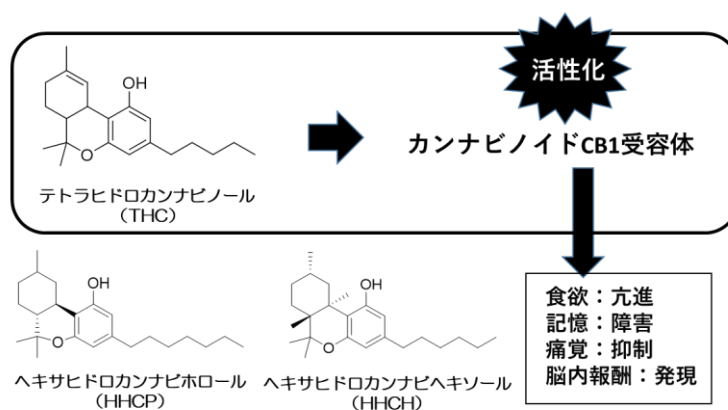 活性化
OH
O
カンナビノイドCB1受容体
テトラヒドロカンナビノール
(THC)
OH
O
ヘキサヒドロカンナビホロール
(HHCP)
OH
O
ヘキサヒドロカンナビヘキソール
(HHCH)
食欲：亢進
記憶：障害
痛覚：抑制
脳内報酬：発現